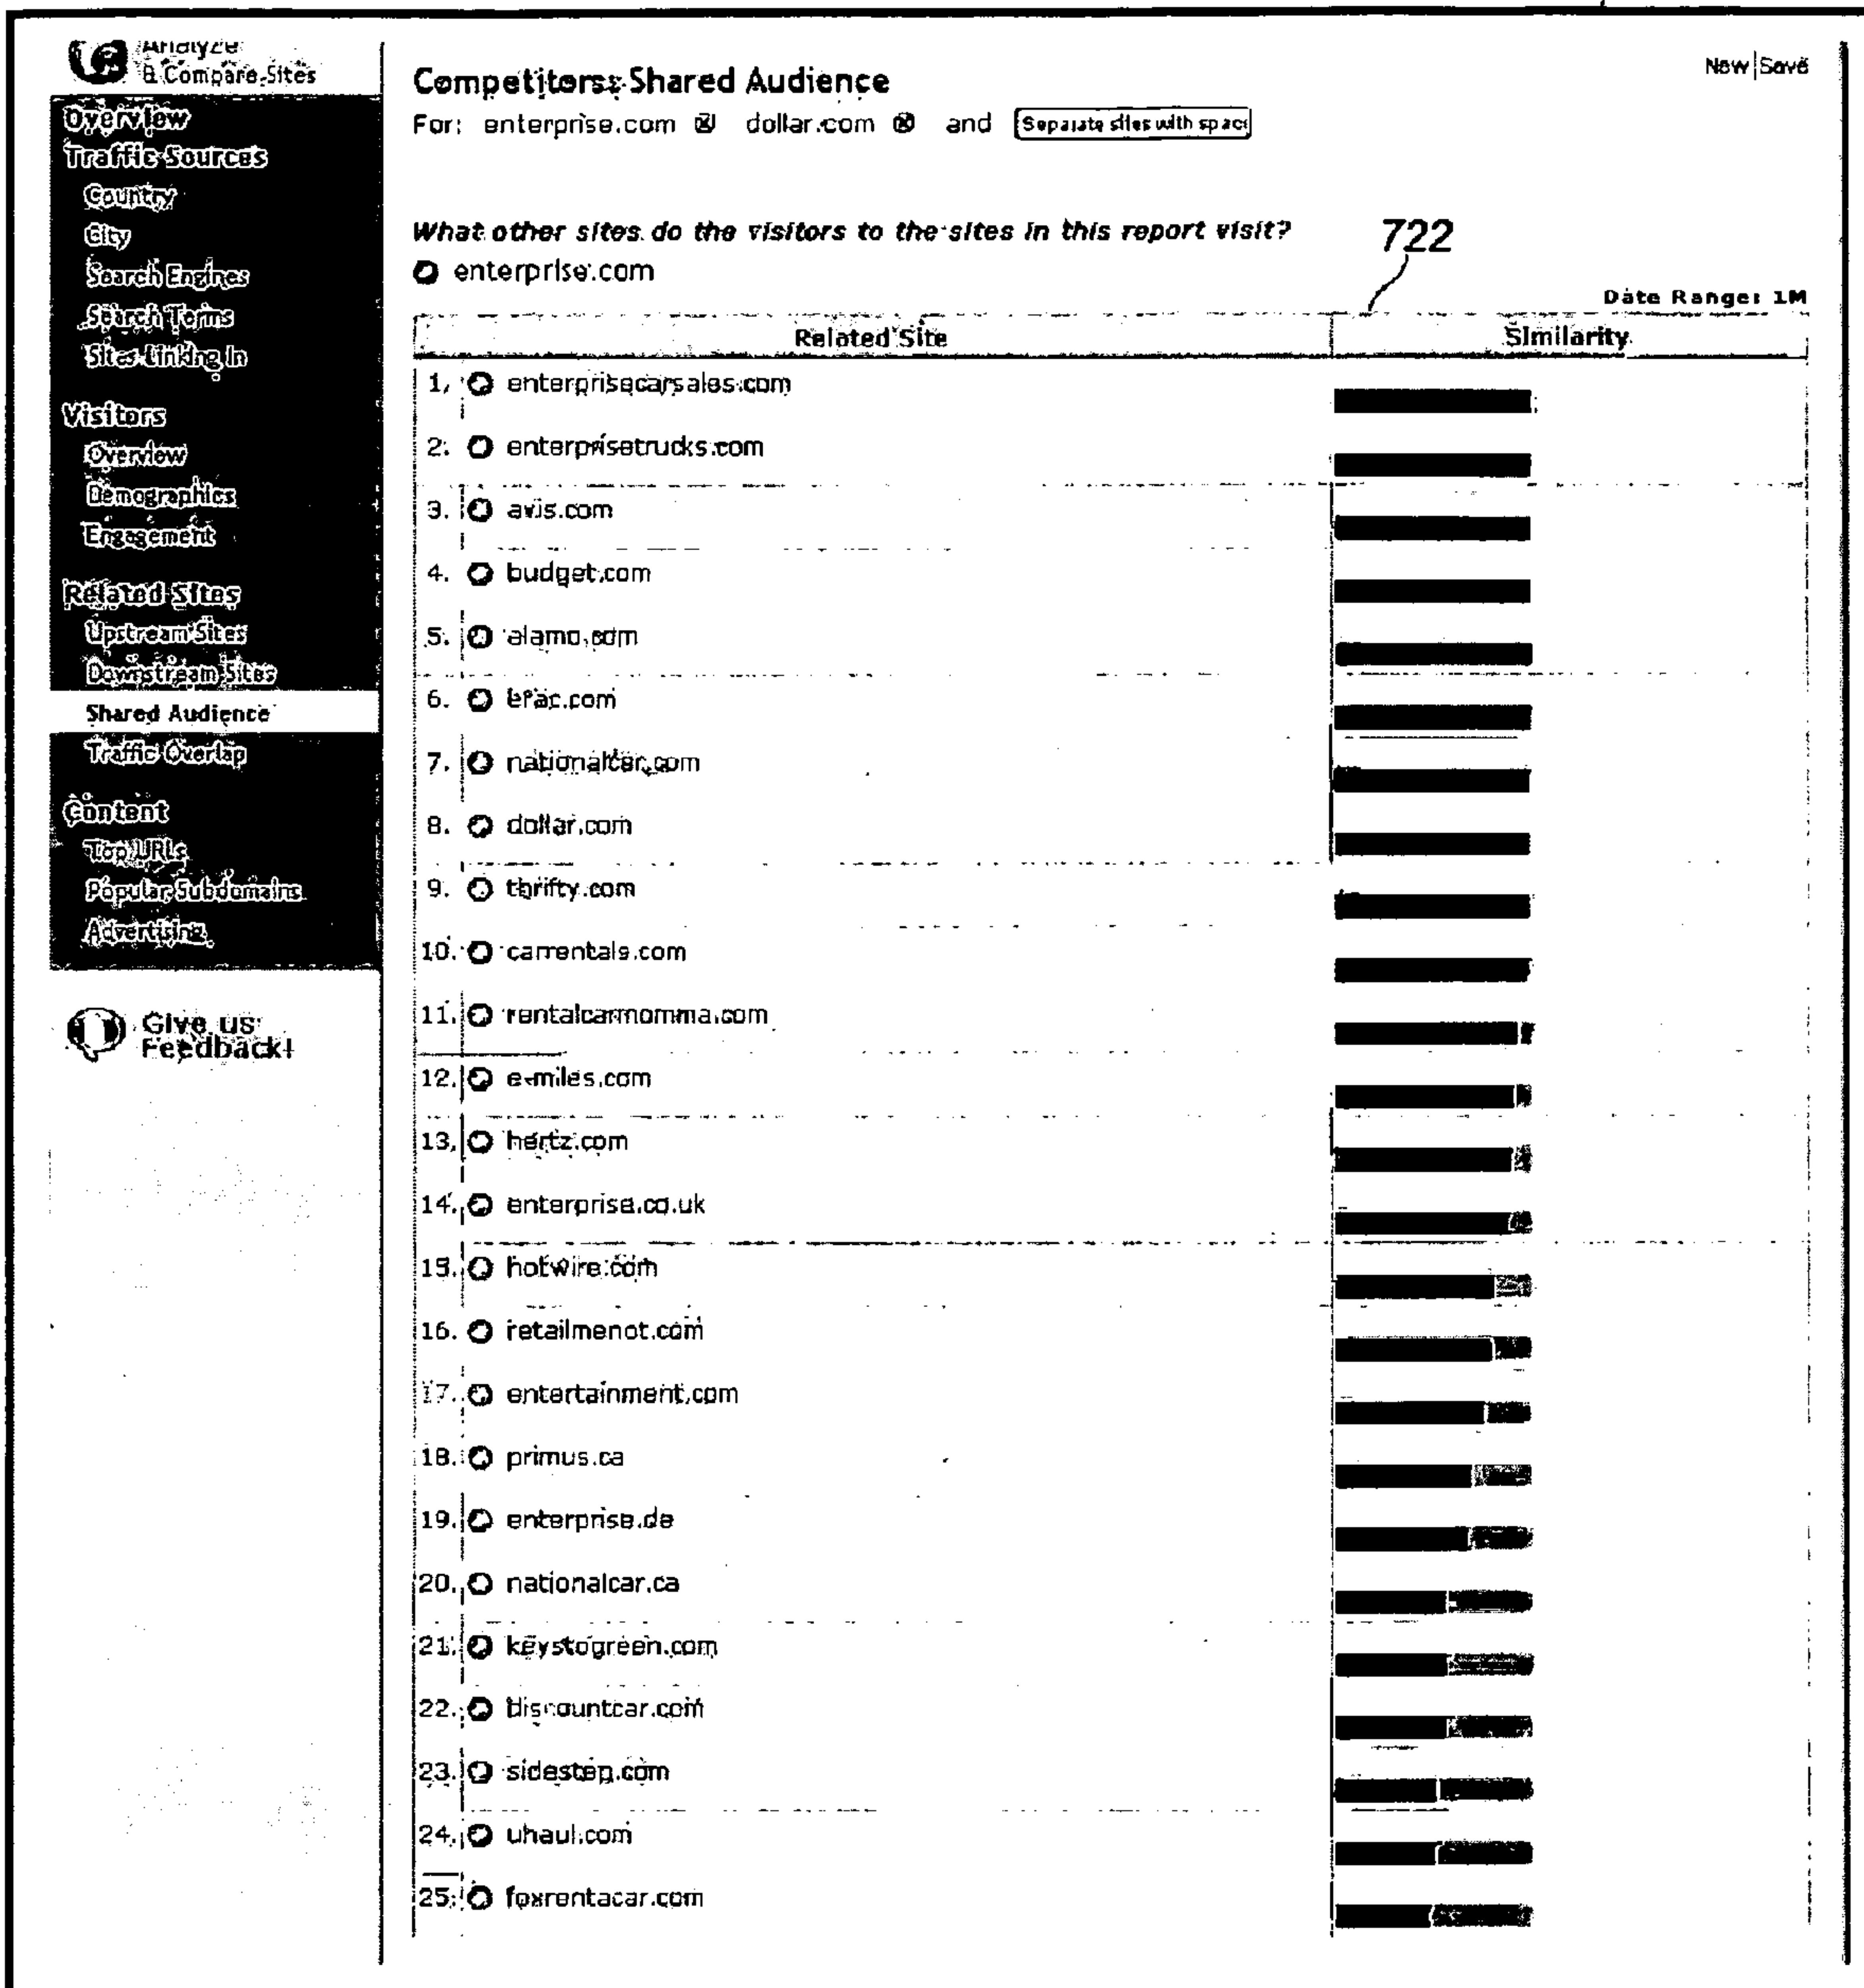 Analyze
& Compare Sites
Overview
Traffic Sources
Country
City
Search Engines
Search Terms
Sites Linking In
Visitors
Overview
Demographics
Engagement
Related Sites
Upstream Sites
Downstream Sites
Shared Audience
Traffic Overlap
Content
Top URLs
Popular Subdomains
Advertising
Give us
Feedback!
New|Save
Competitors: Shared Audience
For: enterprise.com dollar.com and Separate sites with spac
What other sites do the visitors to the sites in this report visit?
722
enterprise.com
Date Range: 1M
Related Site Similarity
1. enterprisecarsales.com
2. enterprisetrucks.com
3. avis.com
4. budget.com
5. alamo.com
6. erac.com
7. nationalcar.com
8. dollar.com
9. thrifty.com
10. carrentals.com
11. rentalcarmomma.com
12. e-miles.com
13. hertz.com
14. enterprise.co.uk
15. hotwire.com
16. retailmenot.com
17. entertainment.com
18. primus.ca
19. enterprise.de
20. nationalcar.ca
21. keystogreen.com
22. discountcar.com
23. sidestep.com
24. uhaul.com
25. foxrentacar.com